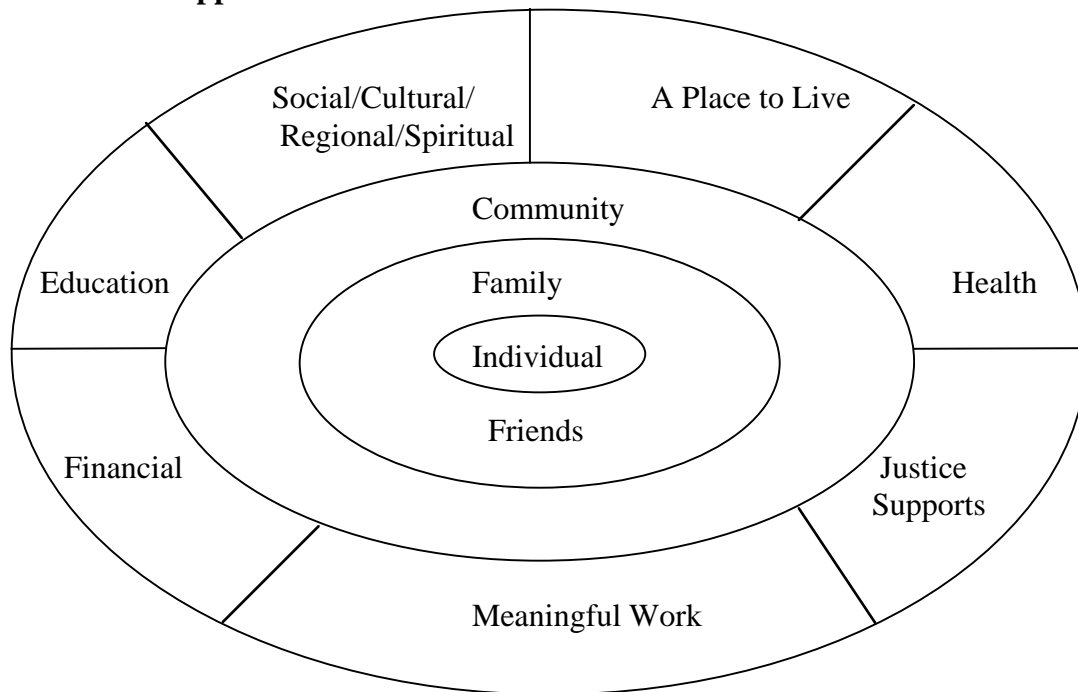 Social/Cultural/
Regional/Spiritual
A Place to Live
Community
Education
Family
Health
Individual
Friends
Financial
Justice
Supports
Meaningful Work